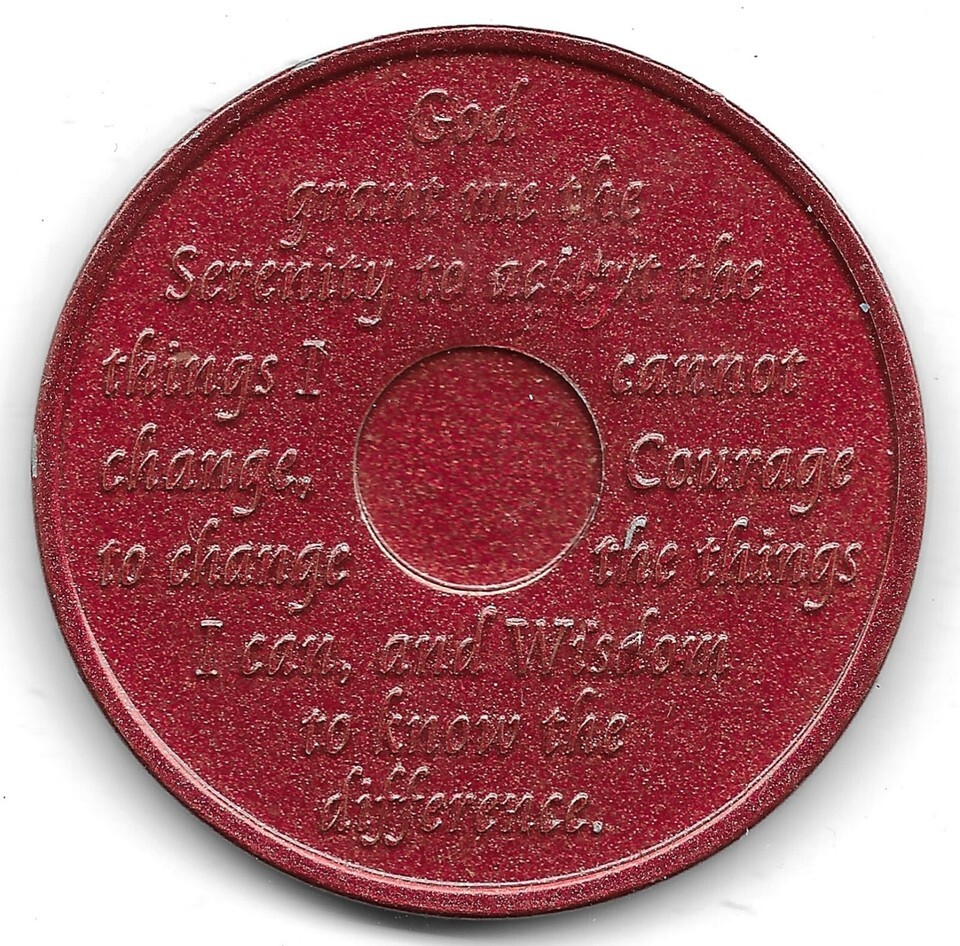 God
grant me the
Serenity to accept the
things I cannot
change, Courage
to change the things
I can, and Wisdom
to know the
difference.